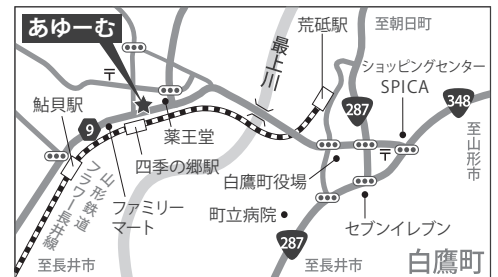 あゆーむ
荒砥駅
至朝日町
最上川
ショッピングセンター
SPICA
〒
鮎貝駅
287
348
9
薬王堂
至山形市
四季の郷駅
〒
白鷹町役場
山形鉄道
フラワー長井線
ファミリー
マート
町立病院
セブンイレブン
287
至長井市
至長井市
白鷹町